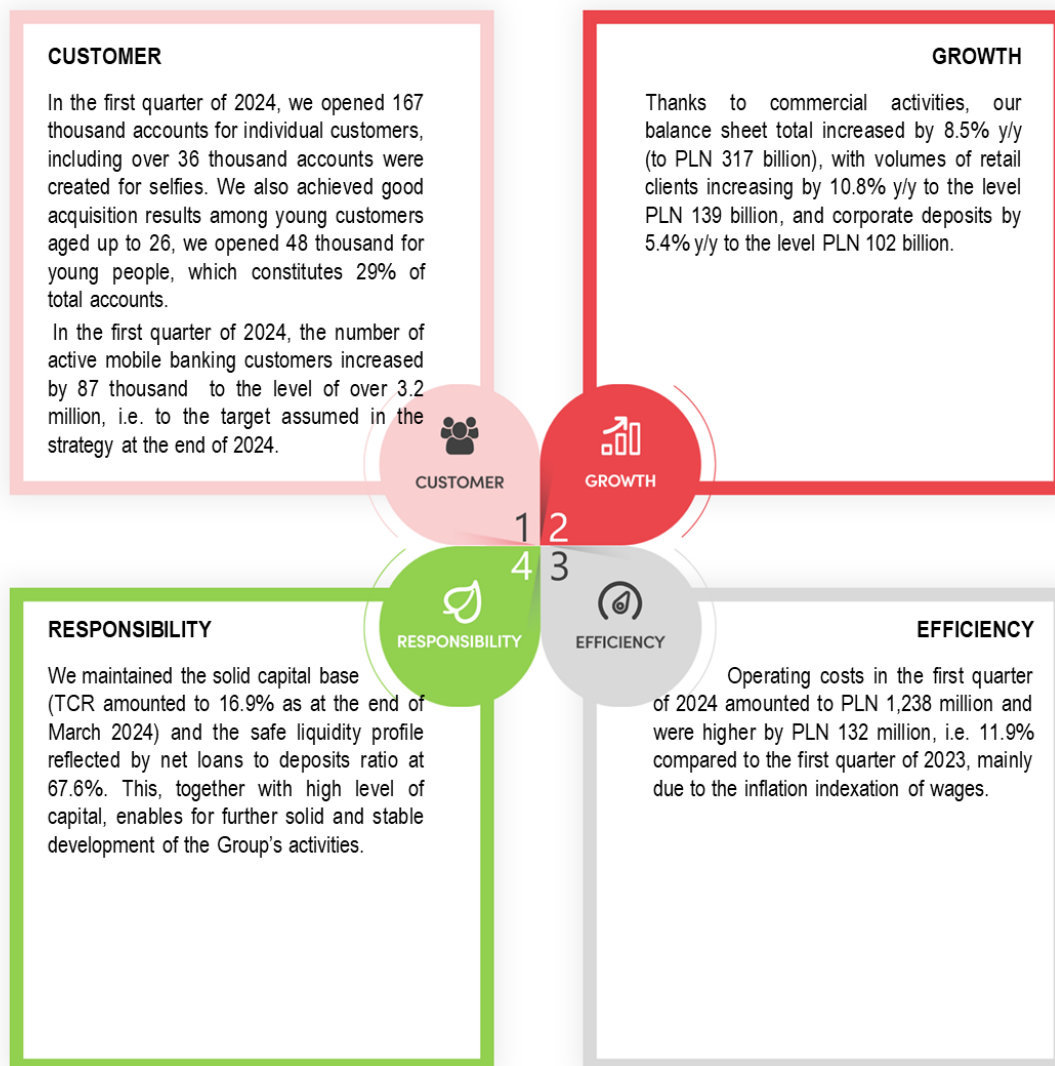 CUSTOMER
In the first quarter of 2024, we opened 167
thousand accounts for individual customers,
including over 36 thousand accounts were
created for selfies. We also achieved good
acquisition results among young customers
aged up to 26, we opened 48 thousand for
young people, which constitutes 29% of
total accounts.
In the first quarter of 2024, the number of
active mobile banking customers increased
by 87 thousand to the level of over 3.2
million, i.e. to the target assumed in the
strategy at the end of 2024.
GROWTH
Thanks to commercial activities, our
balance sheet total increased by 8.5% y/y
(to PLN 317 billion), with volumes of retail
clients increasing by 10.8% y/y to the level
PLN 139 billion, and corporate deposits by
5.4% y/y to the level PLN 102 billion.
CUSTOMER
GROWTH
1 2
4 3
RESPONSIBILITY
EFFICIENCY
RESPONSIBILITY
We maintained the solid capital base
(TCR amounted to 16.9% as at the end of
March 2024) and the safe liquidity profile
reflected by net loans to deposits ratio at
67.6%. This, together with high level of
capital, enables for further solid and stable
development of the Group's activities.
EFFICIENCY
Operating costs in the first quarter
of 2024 amounted to PLN 1,238 million and
were higher by PLN 132 million, i.e. 11.9%
compared to the first quarter of 2023, mainly
due to the inflation indexation of wages.